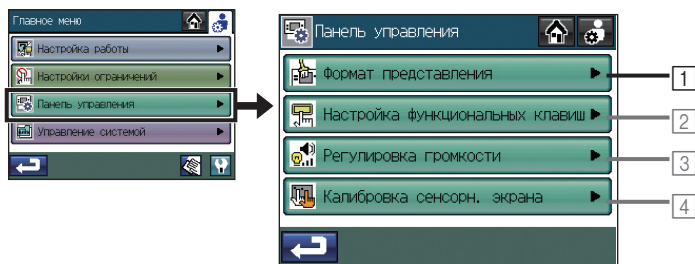 Главное меню
Настройка работы
Настройки ограничений
Панель управления
Управление системой
Панель управления
Формат представления
Настройка функциональных клавиш
Регулировка громкости
Калибровка сенсорн. экрана
1
2
3
4